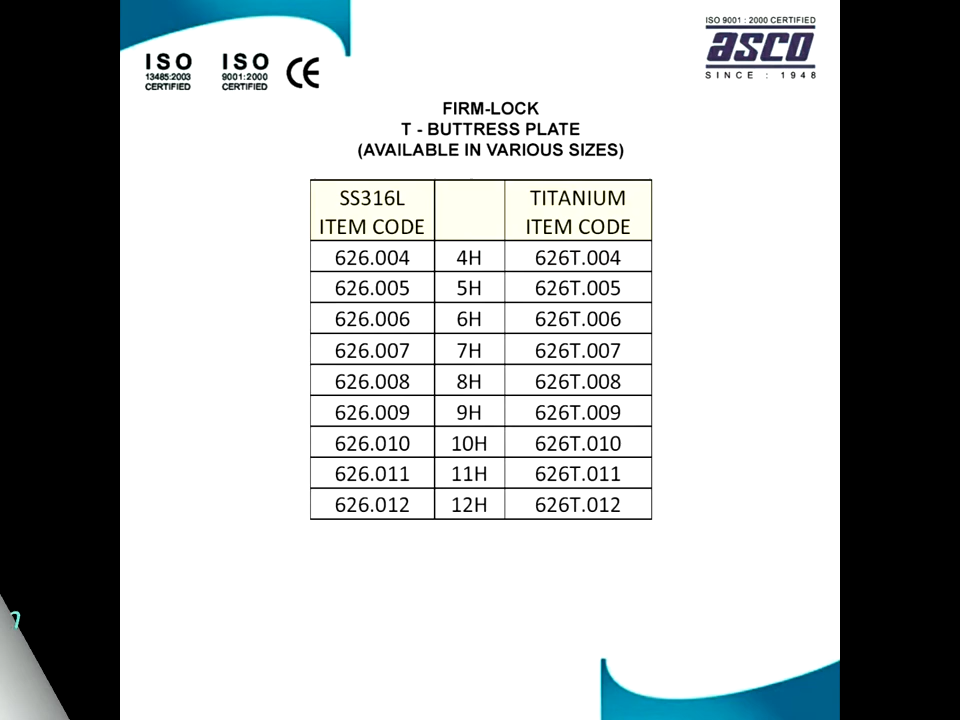 ISO 9001 : 2000 CERTIFIED
asco
SINCE : 1948
ISO
13485:2003
CERTIFIED
ISO
9001:2000
CERTIFIED
CE
FIRM-LOCK
T - BUTTRESS PLATE
(AVAILABLE IN VARIOUS SIZES)
SS316L ITEM CODE TITANIUM ITEM CODE
626.004 4H 626T.004
626.005 5H 626T.005
626.006 6H 626T.006
626.007 7H 626T.007
626.008 8H 626T.008
626.009 9H 626T.009
626.010 10H 626T.010
626.011 11H 626T.011
626.012 12H 626T.012